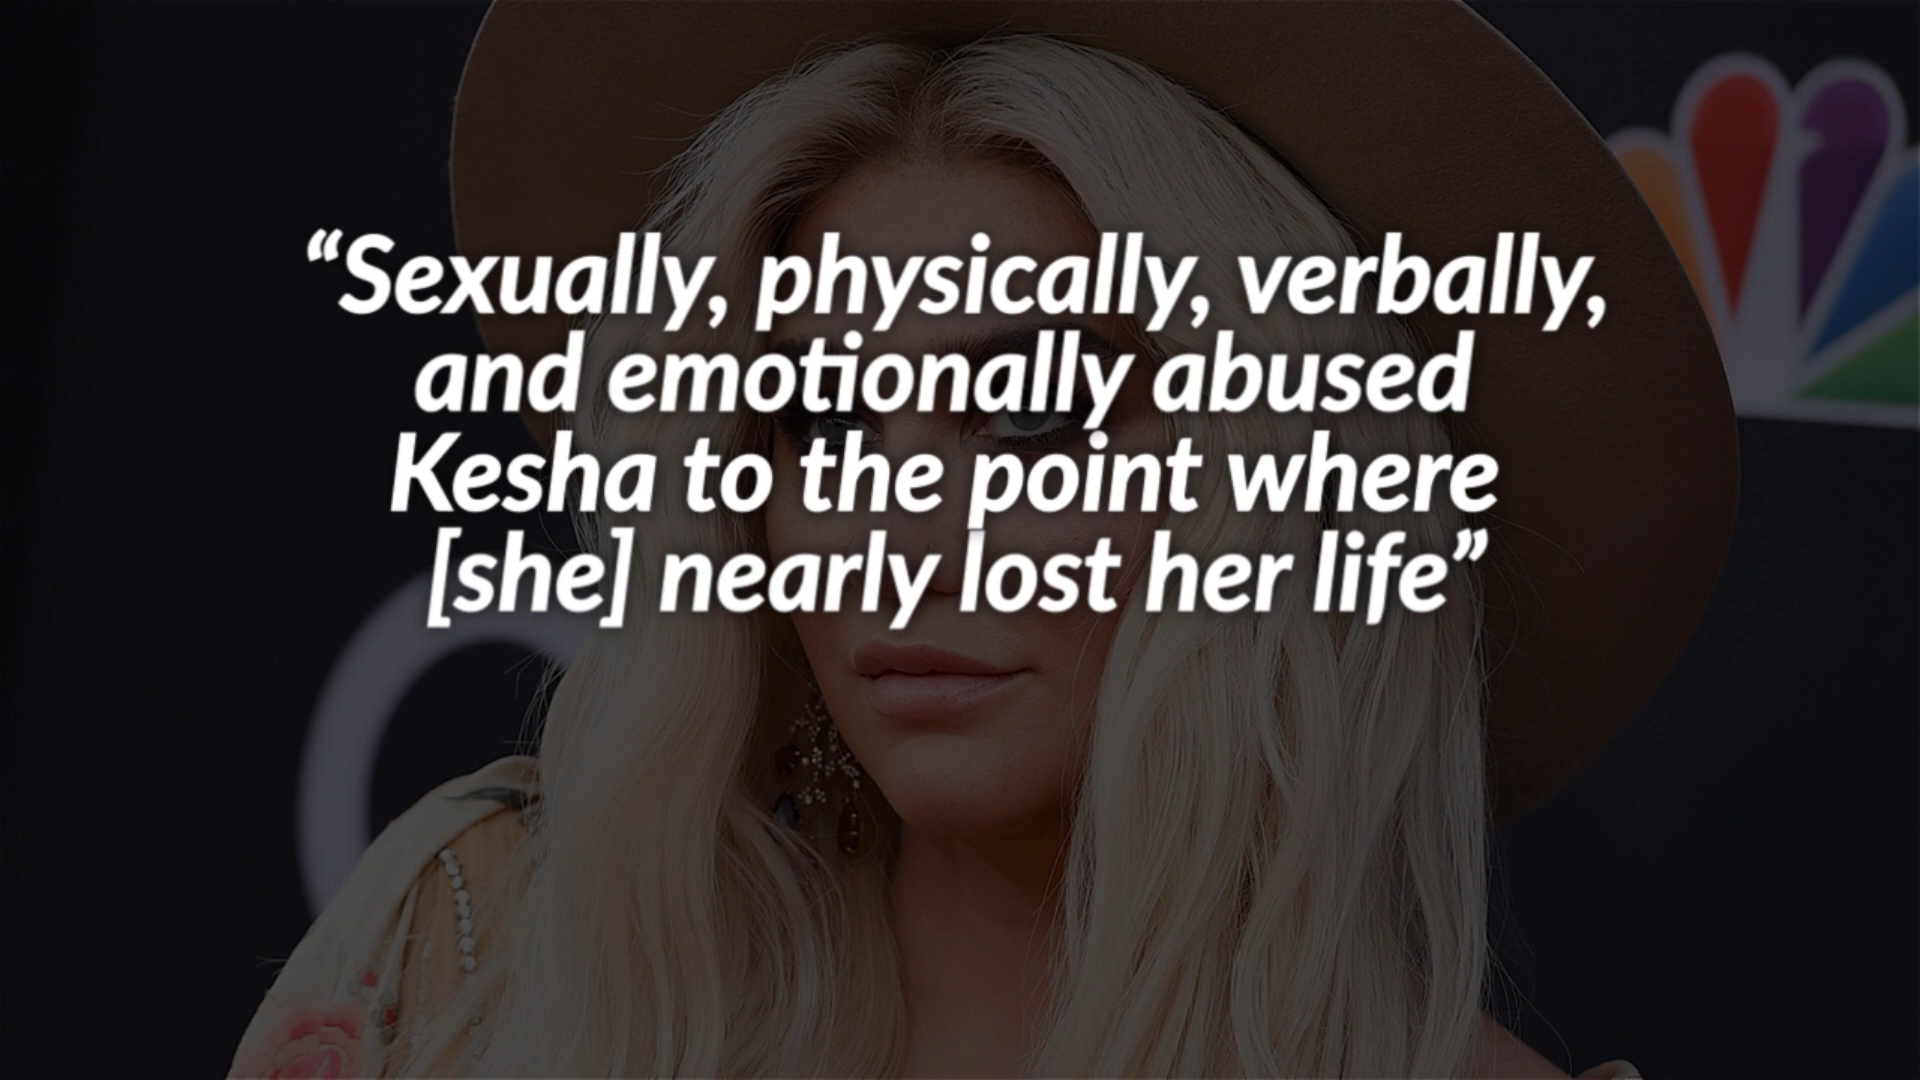 “Sexually, physically, verbally,
and emotionally abused
Kesha to the point where
[she] nearly lost her life”